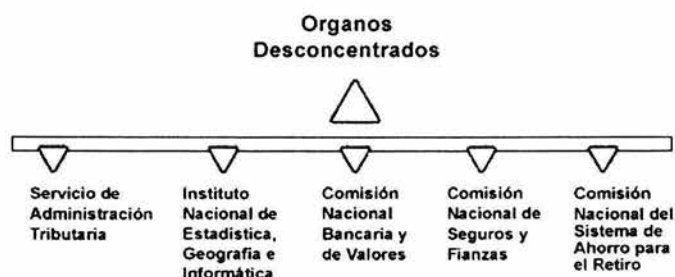 Organos
Desconcentrados
Servicio de
Administración
Tributaria
Instituto
Nacional de
Estadística,
Geografía e
Informática
Comisión
Nacional
Bancaria y
de Valores
Comisión
Nacional de
Seguros y
Fianzas
Comisión
Nacional del
Sistema de
Ahorro para
el Retiro